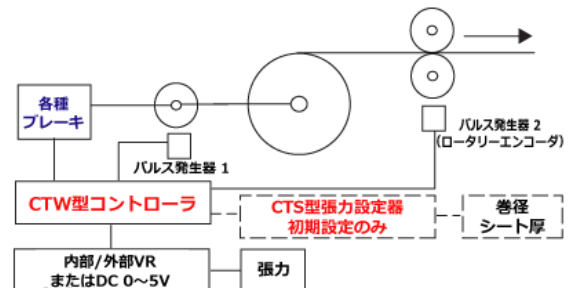 各種
ブレーキ
パルス発生器 1
パルス発生器 2
(ロータリーエンコーダ)
CTW型コントローラ
CTS型張力設定器
初期設定のみ
巻径
シート厚
内部/外部VR
またはDC 0〜5V
張力